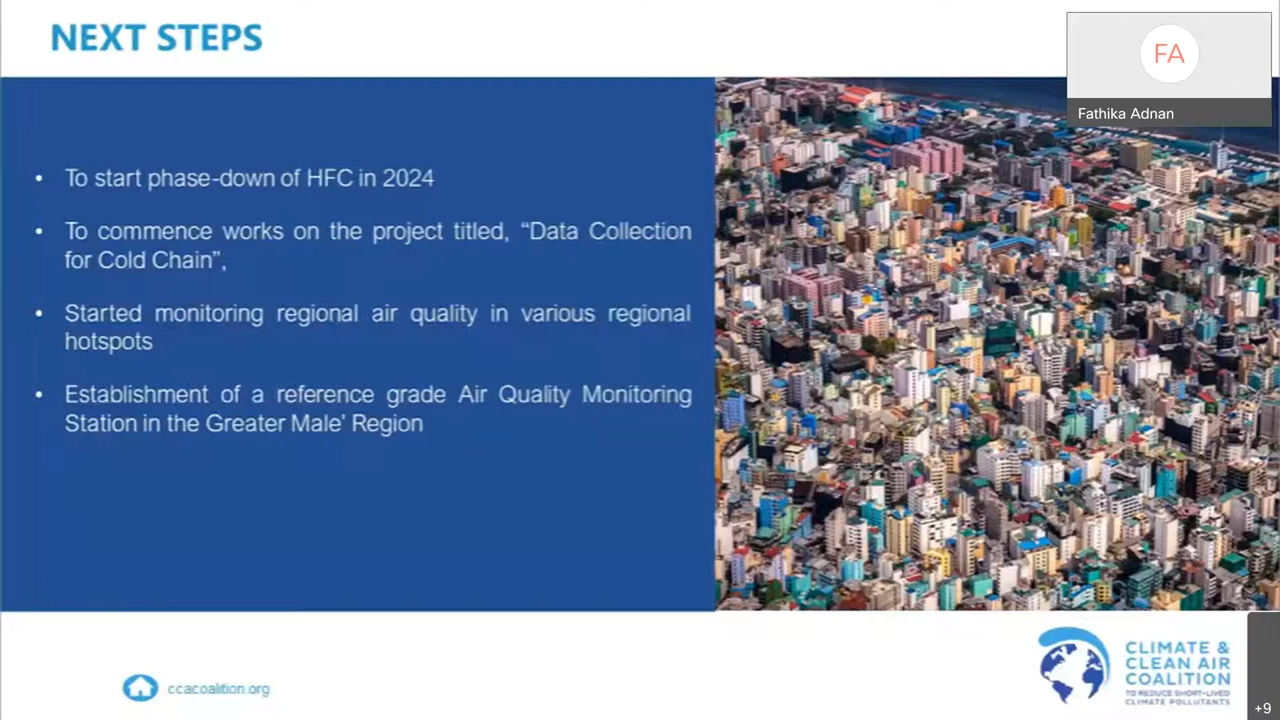 NEXT STEPS
FA
Fathika Adnan
• To start phase-down of HFC in 2024
• To commence works on the project titled, “Data Collection
for Cold Chain”,
• Started monitoring regional air quality in various regional
hotspots
• Establishment of a reference grade Air Quality Monitoring
Station in the Greater Male’ Region
ccacoalition.org
CLIMATE &
CLEAN AIR
COALITION
TO REDUCE SHORT-LIVED
CLIMATE POLLUTANTS
+9